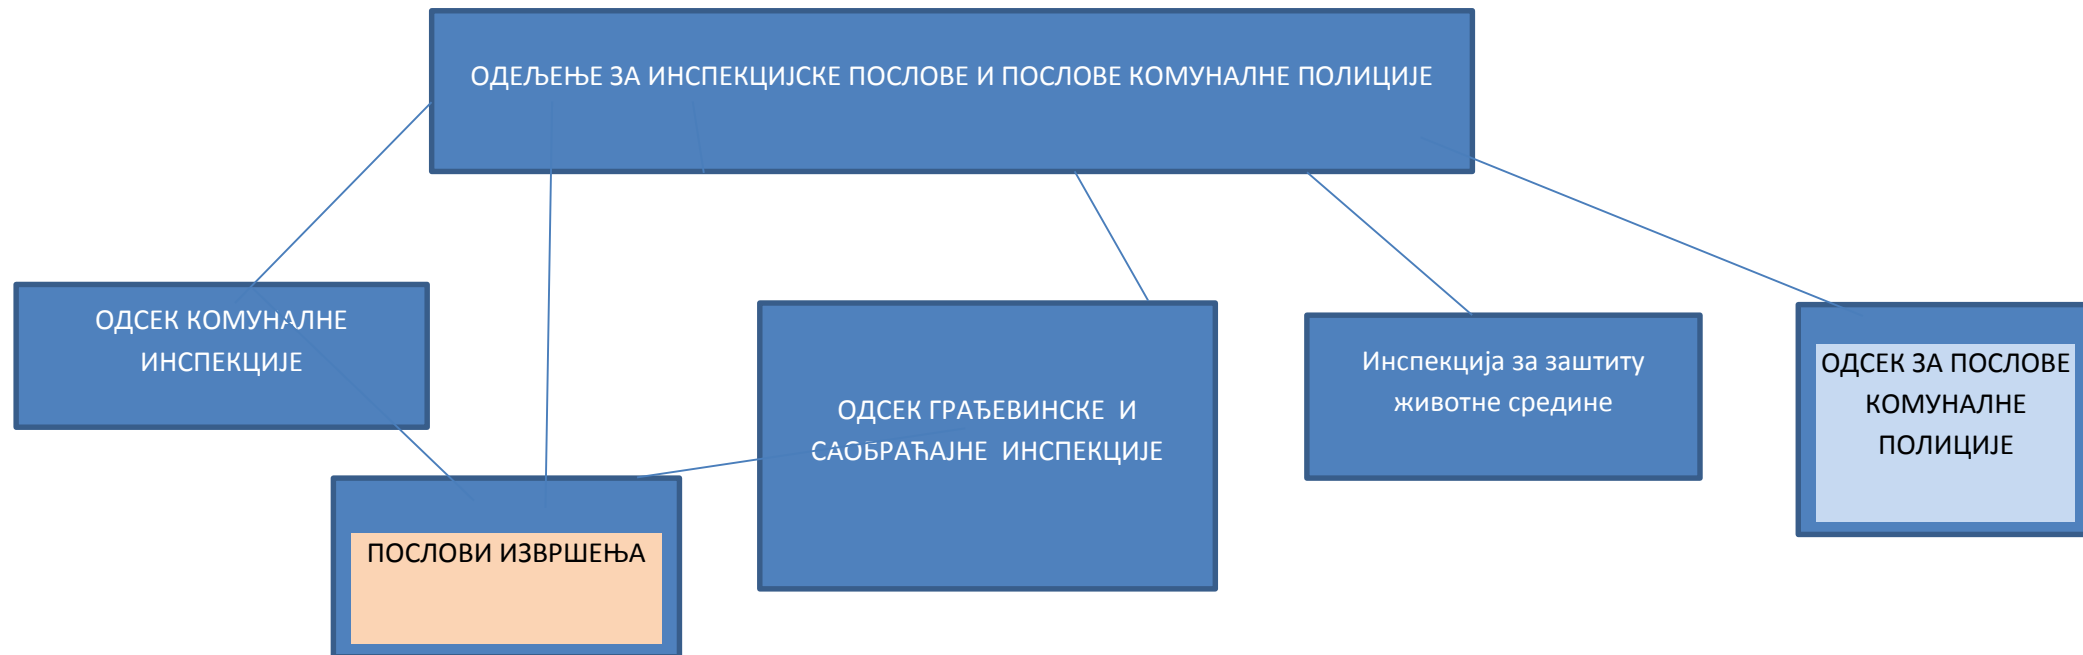 ОДЕЉЕЊЕ ЗА ИНСПЕКЦИЈСКЕ ПОСЛОВЕ И ПОСЛОВЕ КОМУНАЛНЕ ПОЛИЦИЈЕ
ОДСЕК КОМУНАЛНЕ
ИНСПЕКЦИЈЕ
ПОСЛОВИ ИЗВРШЕЊА
ОДСЕК ГРАЂЕВИНСКЕ И
САОБРАЋАЈНЕ ИНСПЕКЦИЈЕ
Инспекција за заштиту
животне средине
ОДСЕК ЗА ПОСЛОВЕ
КОМУНАЛНЕ
ПОЛИЦИЈЕ